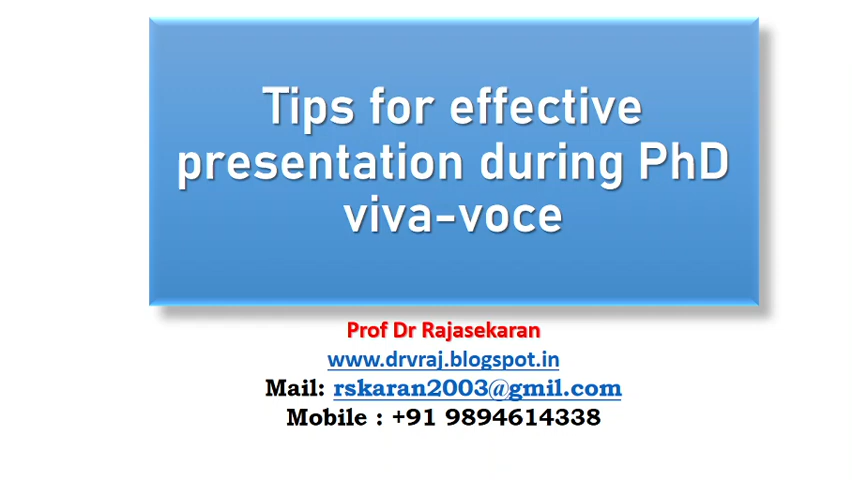 Tips for effective
presentation during PhD
viva-voce
Prof Dr Rajasekaran
www.drvraj.blogspot.in
Mail: rskaran2003@gmil.com
Mobile : +91 9894614338